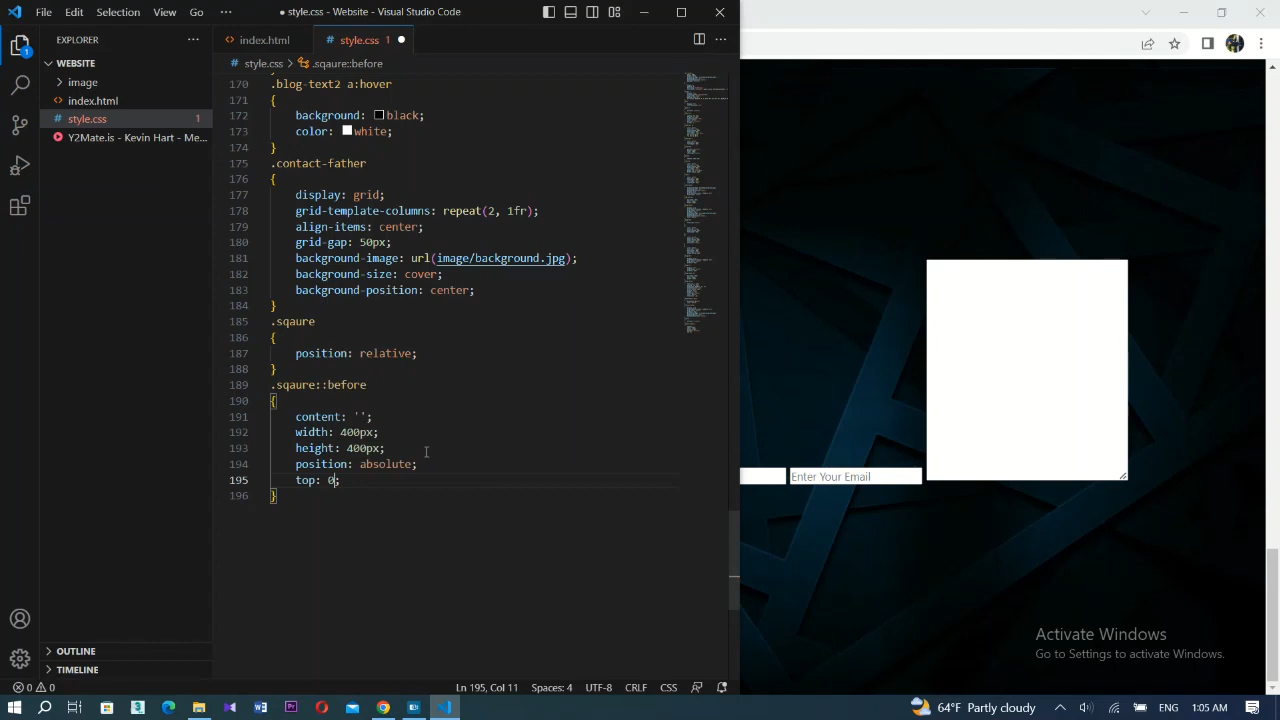 File Edit Selection View Go ··· ● style.css - Website - Visual Studio Code
EXPLORER ···
WEBSITE
image
index.html
# style.css 1
Y2Mate.is - Kevin Hart - Me...
OUTLINE
TIMELINE
index.html # style.css 1 ●
# style.css > .sqaure::before
170 .blog-text2 a:hover
171 {
172 background: black;
173 color: white;
174 }
175 .contact-father
176 {
177 display: grid;
178 grid-template-columns: repeat(2, 1fr);
179 align-items: center;
180 grid-gap: 50px;
181 background-image: url(image/background.jpg);
182 background-size: cover;
183 background-position: center;
184 }
185 .sqaure
186 {
187 position: relative;
188 }
189 .sqaure::before
190 {
191 content: '';
192 width: 400px;
193 height: 400px;
194 position: absolute;
195 top: 0;
196 }
Enter Your Email
Activate Windows
Go to Settings to activate Windows.
0 0 Ln 195, Col 11 Spaces: 4 UTF-8 CRLF CSS
64°F Partly cloudy ENG 1:05 AM